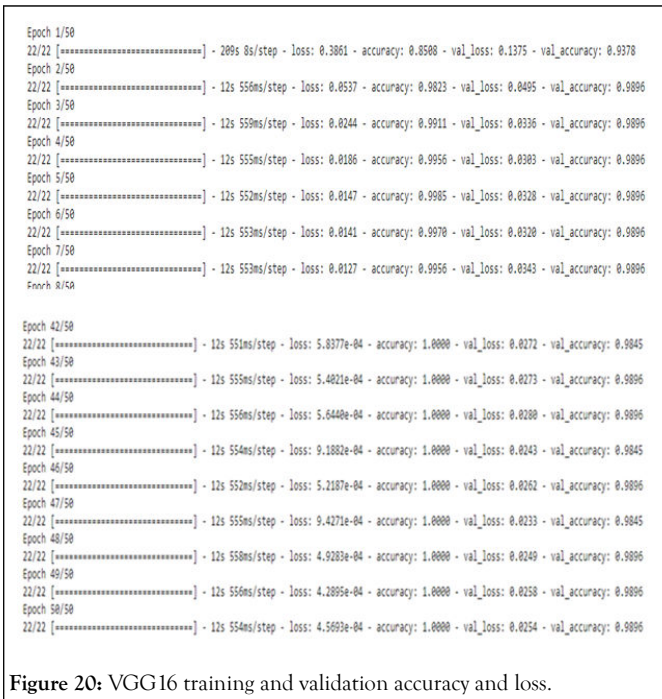 Epoch 1/50
22/22 [==============================] - 209s 8s/step - loss: 0.3861 - accuracy: 0.8508 - val_loss: 0.1375 - val_accuracy: 0.9378
Epoch 2/50
22/22 [==============================] - 12s 556ms/step - loss: 0.0537 - accuracy: 0.9823 - val_loss: 0.0495 - val_accuracy: 0.9896
Epoch 3/50
22/22 [==============================] - 12s 559ms/step - loss: 0.0244 - accuracy: 0.9911 - val_loss: 0.0336 - val_accuracy: 0.9896
Epoch 4/50
22/22 [==============================] - 12s 555ms/step - loss: 0.0186 - accuracy: 0.9956 - val_loss: 0.0303 - val_accuracy: 0.9896
Epoch 5/50
22/22 [==============================] - 12s 552ms/step - loss: 0.0147 - accuracy: 0.9985 - val_loss: 0.0328 - val_accuracy: 0.9896
Epoch 6/50
22/22 [==============================] - 12s 553ms/step - loss: 0.0141 - accuracy: 0.9970 - val_loss: 0.0320 - val_accuracy: 0.9896
Epoch 7/50
22/22 [==============================] - 12s 553ms/step - loss: 0.0127 - accuracy: 0.9956 - val_loss: 0.0343 - val_accuracy: 0.9896
Epoch 8/50
Epoch 42/50
22/22 [==============================] - 12s 551ms/step - loss: 5.8377e-04 - accuracy: 1.0000 - val_loss: 0.0272 - val_accuracy: 0.9845
Epoch 43/50
22/22 [==============================] - 12s 555ms/step - loss: 5.4021e-04 - accuracy: 1.0000 - val_loss: 0.0273 - val_accuracy: 0.9896
Epoch 44/50
22/22 [==============================] - 12s 556ms/step - loss: 5.6440e-04 - accuracy: 1.0000 - val_loss: 0.0280 - val_accuracy: 0.9896
Epoch 45/50
22/22 [==============================] - 12s 554ms/step - loss: 9.1882e-04 - accuracy: 1.0000 - val_loss: 0.0243 - val_accuracy: 0.9845
Epoch 46/50
22/22 [==============================] - 12s 552ms/step - loss: 5.2187e-04 - accuracy: 1.0000 - val_loss: 0.0262 - val_accuracy: 0.9896
Epoch 47/50
22/22 [==============================] - 12s 555ms/step - loss: 9.4271e-04 - accuracy: 1.0000 - val_loss: 0.0233 - val_accuracy: 0.9845
Epoch 48/50
22/22 [==============================] - 12s 558ms/step - loss: 4.9283e-04 - accuracy: 1.0000 - val_loss: 0.0249 - val_accuracy: 0.9896
Epoch 49/50
22/22 [==============================] - 12s 556ms/step - loss: 4.2895e-04 - accuracy: 1.0000 - val_loss: 0.0258 - val_accuracy: 0.9896
Epoch 50/50
22/22 [==============================] - 12s 554ms/step - loss: 4.5693e-04 - accuracy: 1.0000 - val_loss: 0.0254 - val_accuracy: 0.9896
Figure 20: VGG16 training and validation accuracy and loss.